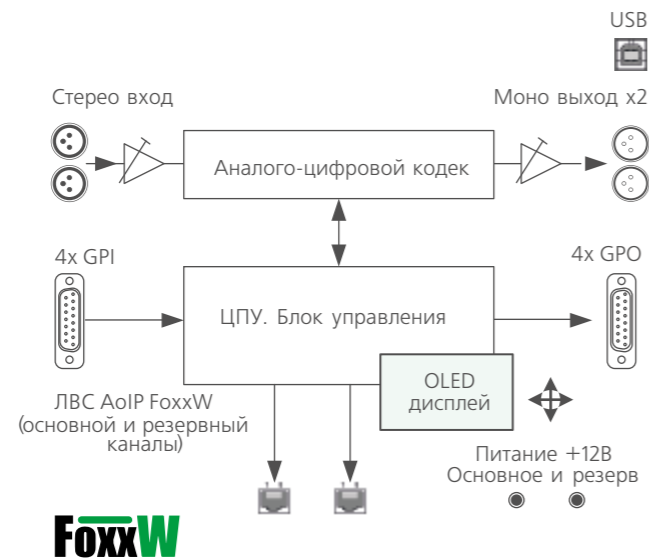 USB
Стерео вход
Моно выход x2
Аналого-цифровой кодек
4x GPI
4x GPO
ЦПУ. Блок управления
OLED
дисплей
ЛВС AoIP FoxxW
(основной и резервный
каналы)
Питание +12В
Основное и резерв
FoxxW